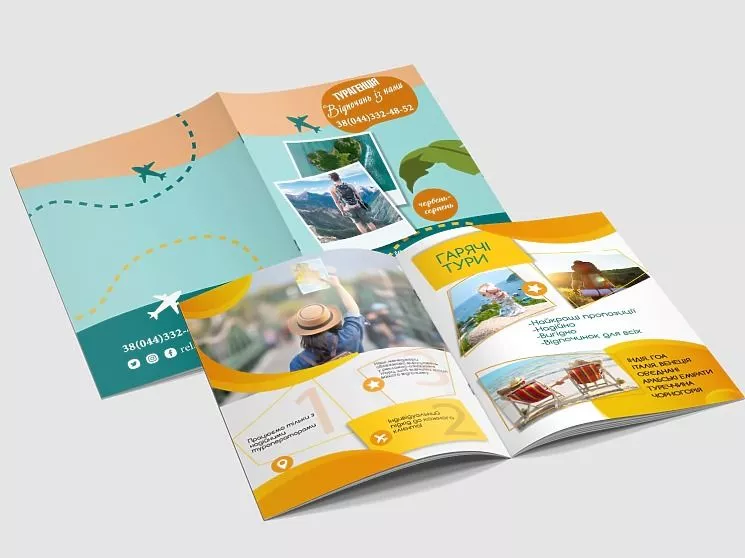 ТУРАГЕНЦІЯ
Відпочинь із нами
38(044)332-48-52
червень-
серпень
38(044)332-
rel
ГАРЯЧІ
ТУРИ
-Найкращі пропозиції
-Надійно
-Вигідно
-Відпочинок для всіх
ІНДІЯ, ГОА
ІТАЛІЯ, ВЕНЕЦІЯ
ОБ'ЄДНАНІ
АРАБСЬКІ ЕМІРАТИ
ТУРЕЧЧИНА
ЧОРНОГОРІЯ
1
Працюємо тільки з
надійними
туроператорами
3
2
Індивідуальний
підхід до кожного
клієнта